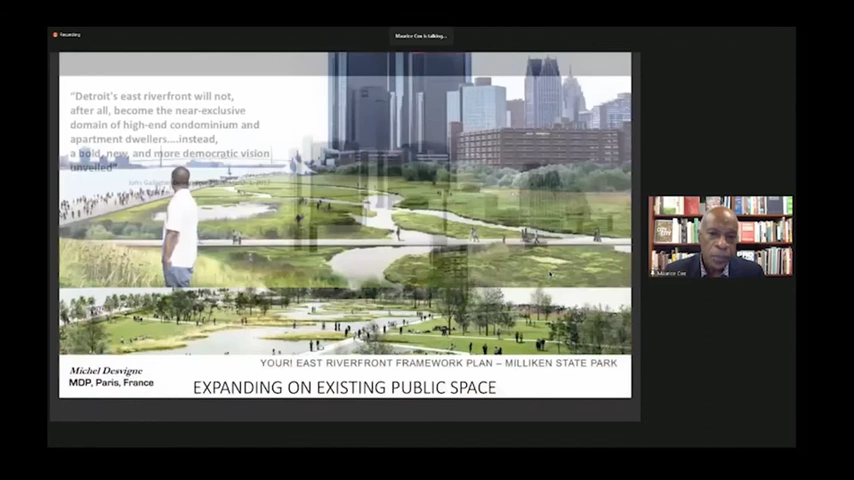 Recording
Maurice Cox is talking...
"Detroit's east riverfront will not,
after all, become the near-exclusive
domain of high-end condominium and
apartment dwellers....instead,
a bold, new, and more democratic vision
unveiled"
Maurice Cox
YOUR! EAST RIVERFRONT FRAMEWORK PLAN – MILLIKEN STATE PARK
Michel Desvigne
MDP, Paris, France
EXPANDING ON EXISTING PUBLIC SPACE